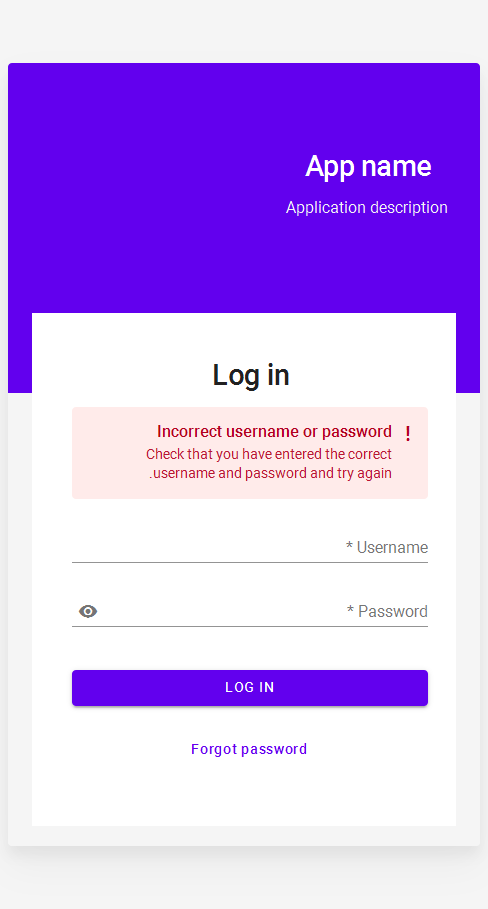 App name
Application description
Log in
Incorrect username or password !
Check that you have entered the correct
.username and password and try again
* Username
* Password
LOG IN
Forgot password